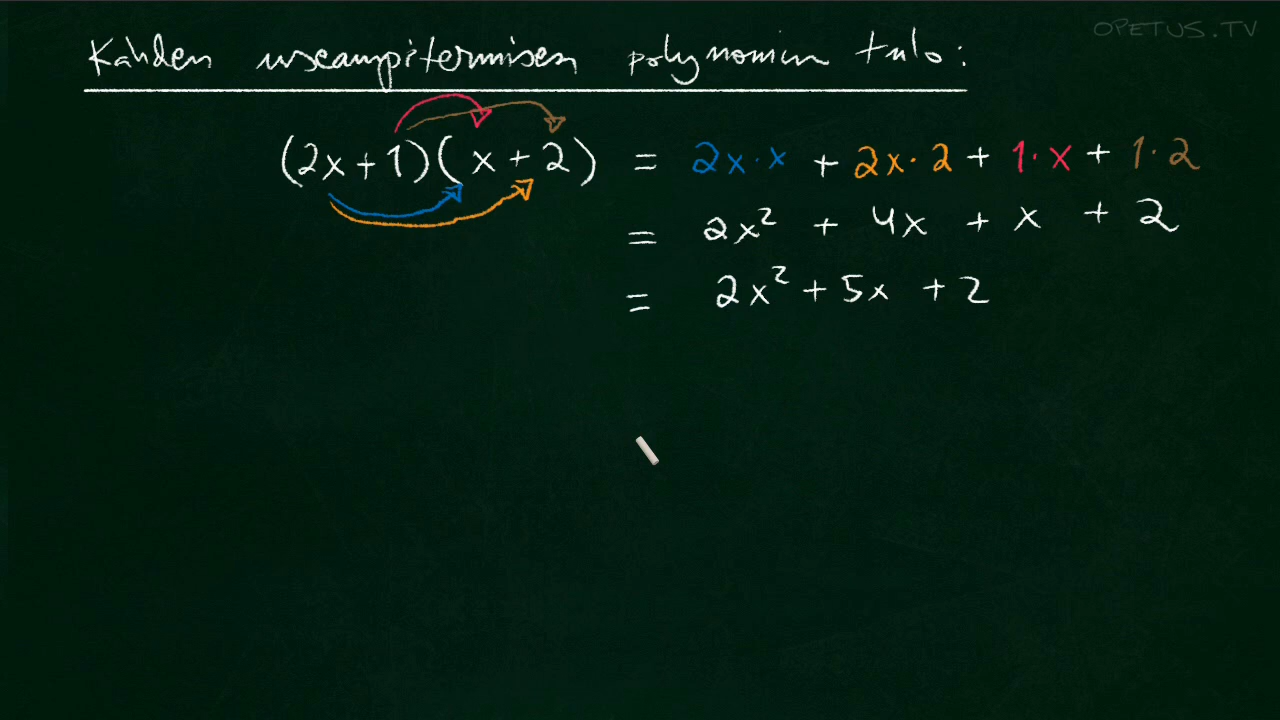 OPETUS.TV
Kahden useampitermisen polynomin tulo:
(2x+1)(x+2) = 2x·x + 2x·2 + 1·x + 1·2
= 2x² + 4x + x + 2
= 2x² + 5x + 2